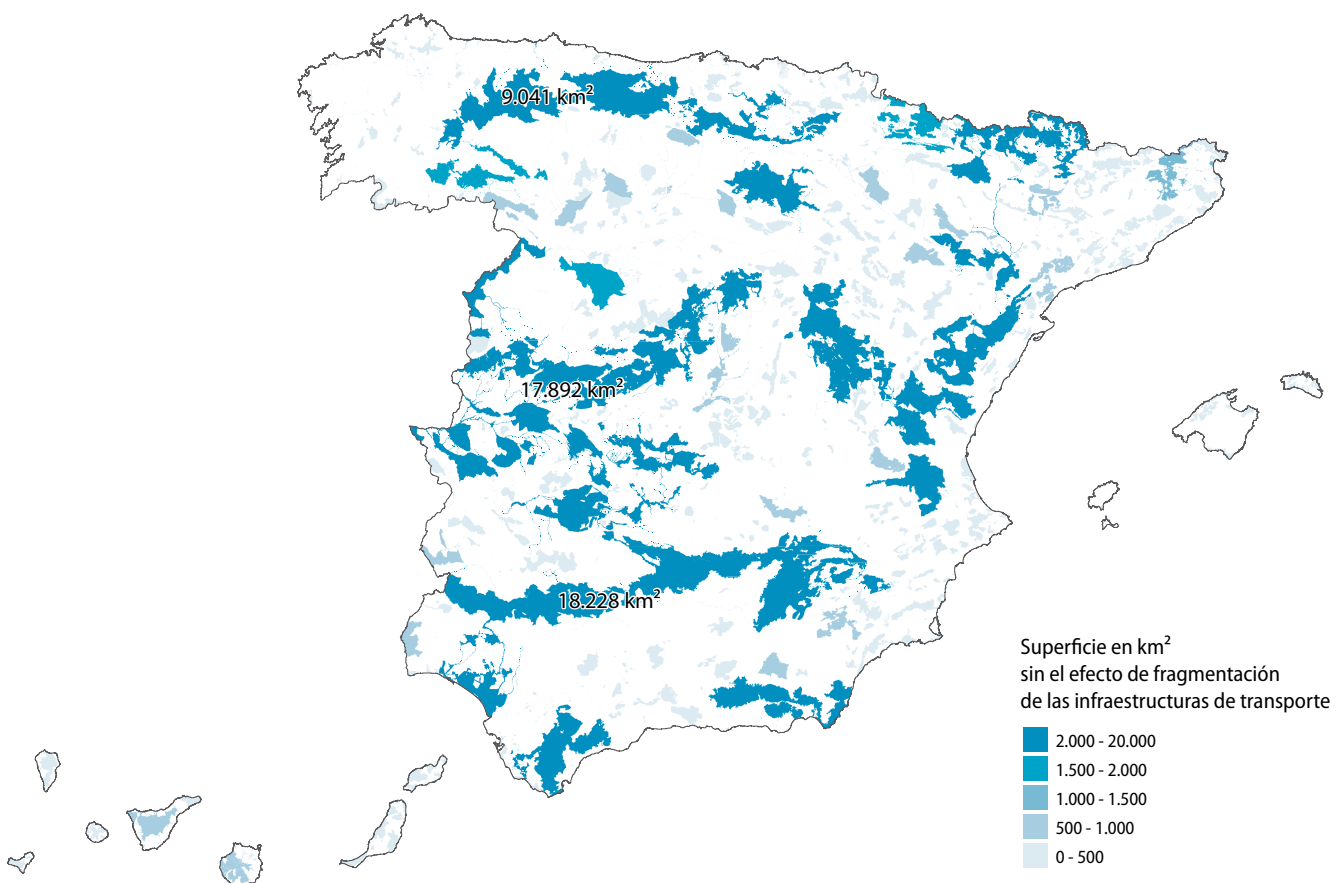 9.041 km²
17.892 km²
18.228 km²
Superficie en km²
sin el efecto de fragmentación
de las infraestructuras de transporte
2.000 - 20.000
1.500 - 2.000
1.000 - 1.500
500 - 1.000
0 - 500